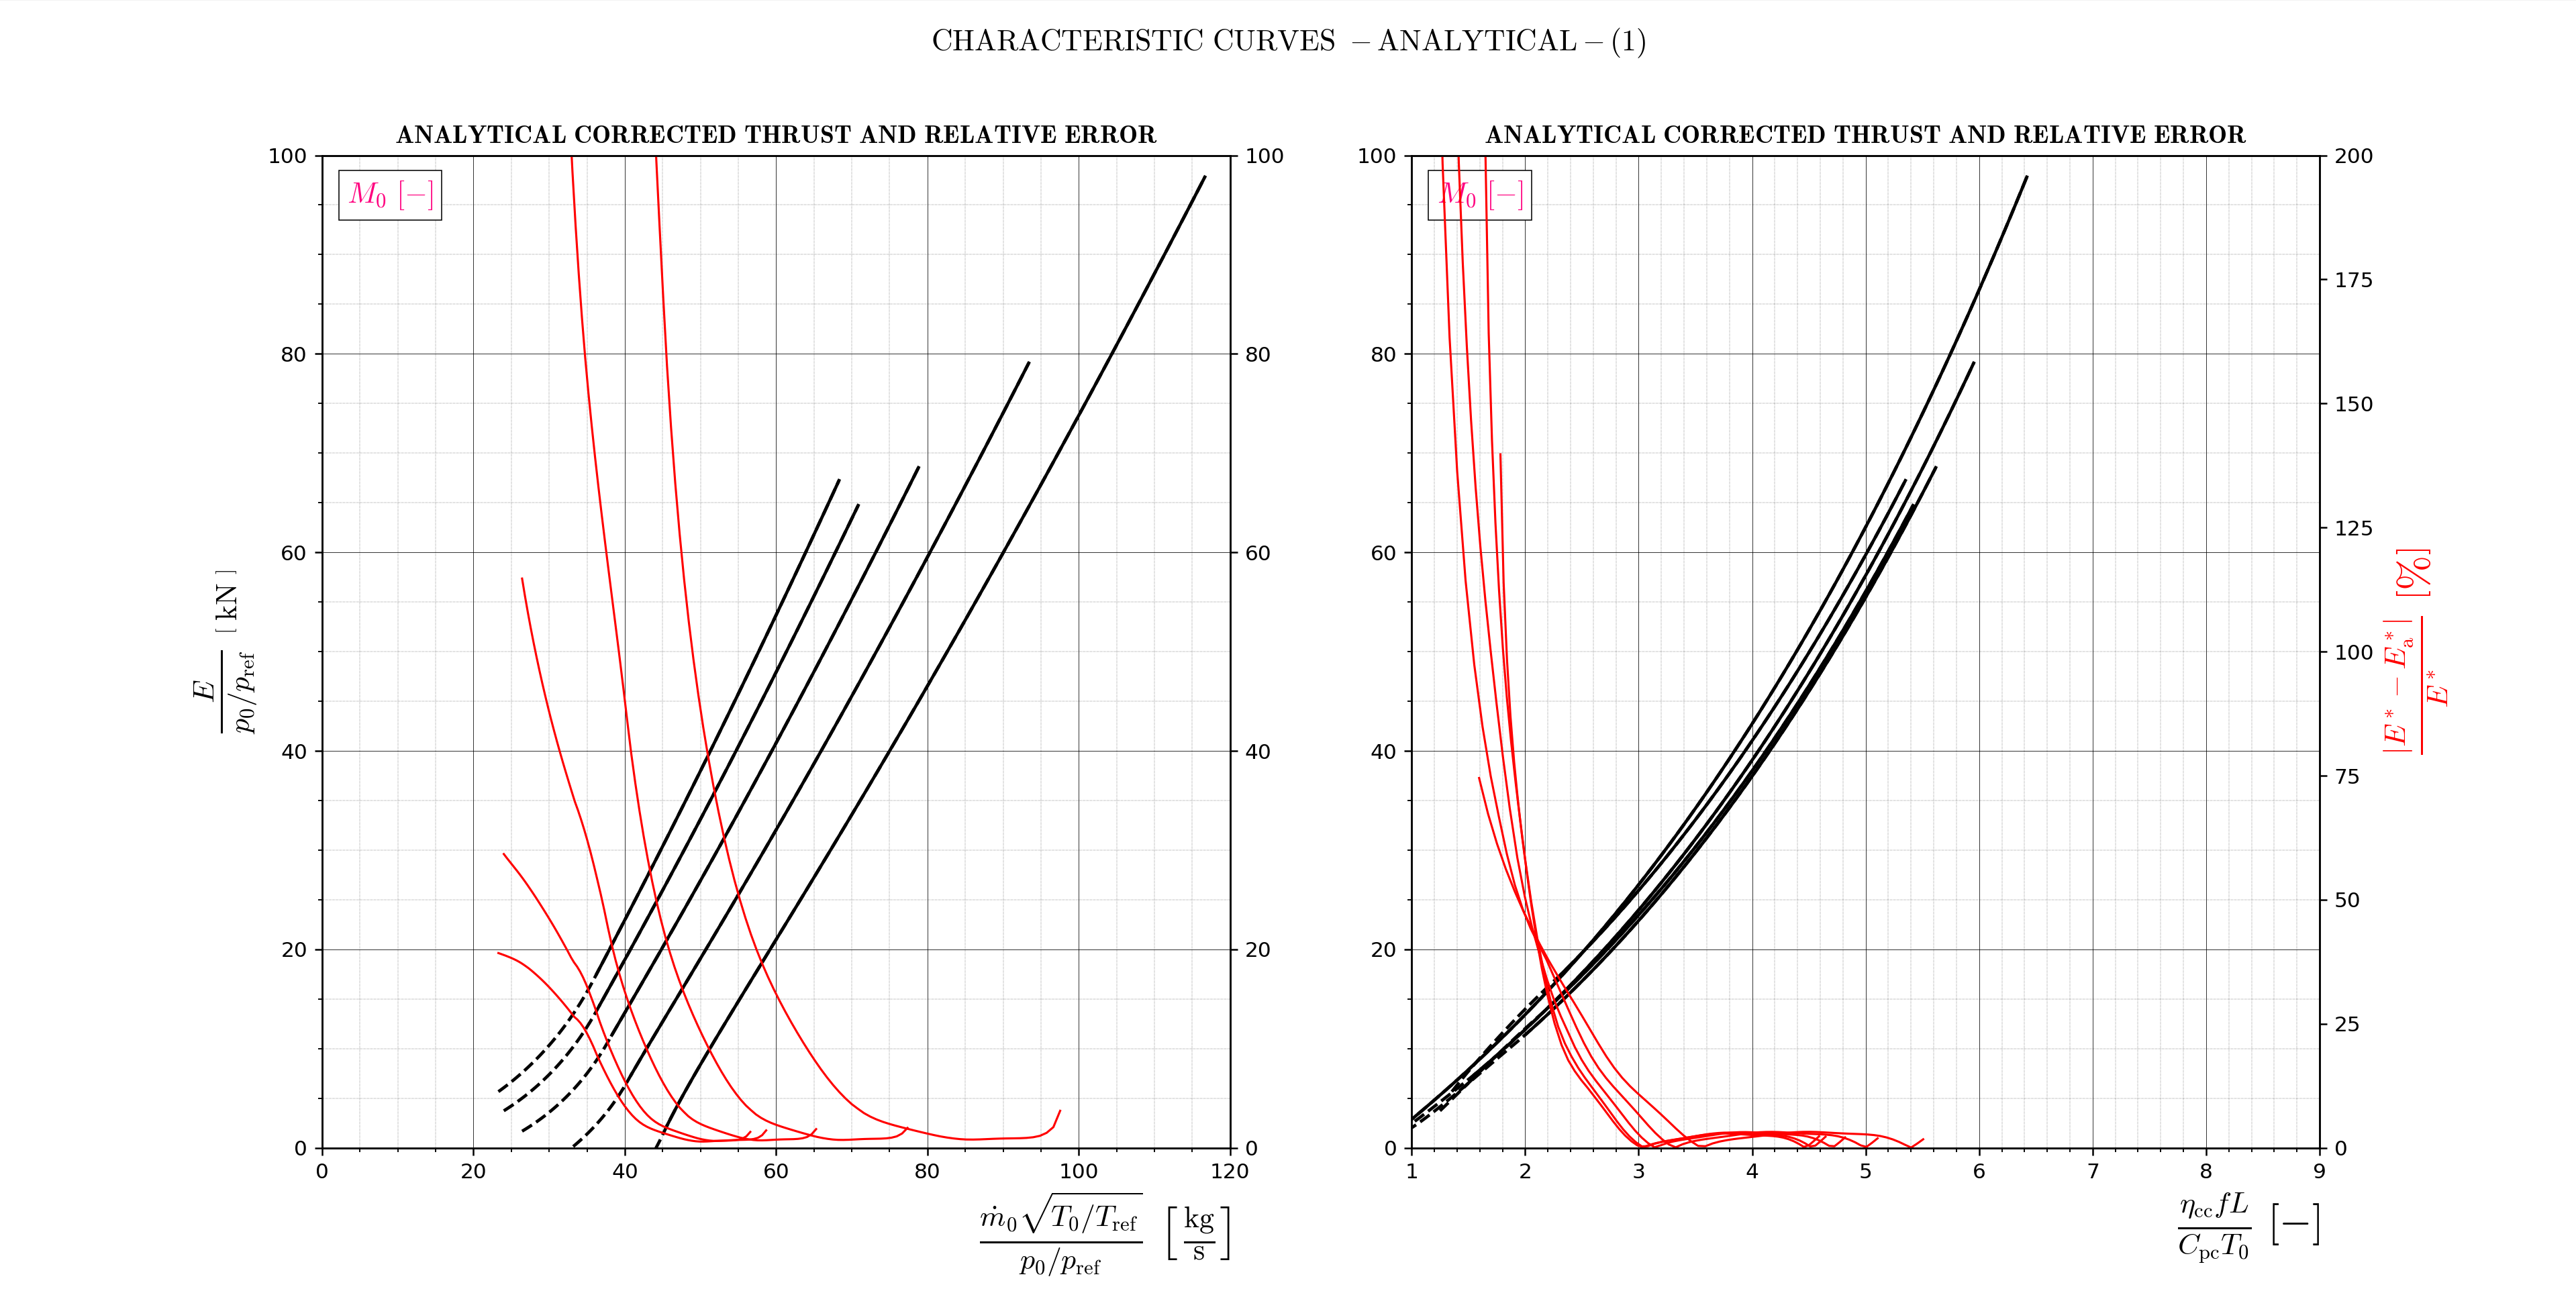 CHARACTERISTIC CURVES − ANALYTICAL − (1)
ANALYTICAL CORRECTED THRUST AND RELATIVE ERROR
M₀ [−]
100
80
60
40
20
0
100
80
60
40
20
0
0 20 40 60 80 100 120
E / (p₀/p_ref) [ kN ]
ṁ₀√(T₀/T_ref) / (p₀/p_ref) [kg/s]
ANALYTICAL CORRECTED THRUST AND RELATIVE ERROR
M₀ [−]
100
80
60
40
20
0
200
175
150
125
100
75
50
25
0
1 2 3 4 5 6 7 8 9
|E* − E*ₐ| / E* [%]
η_cc f L / (C_pc T₀) [−]